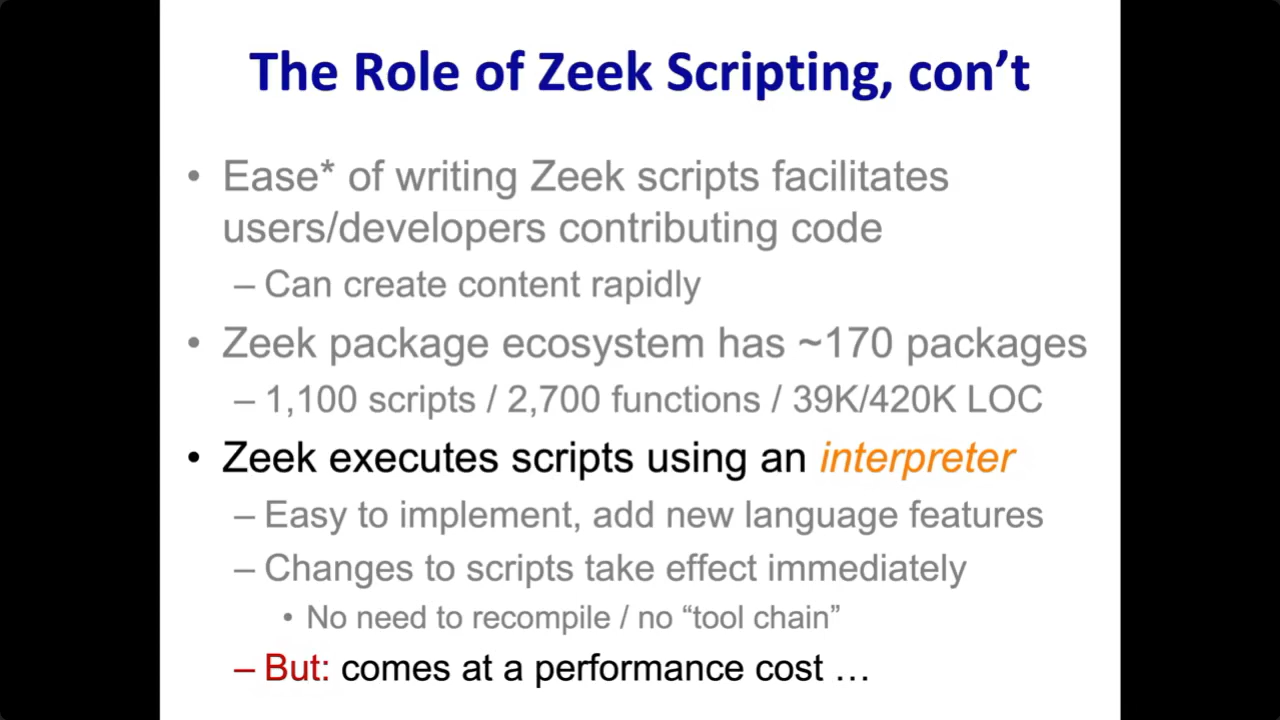 The Role of Zeek Scripting, con’t
• Ease* of writing Zeek scripts facilitates
users/developers contributing code
– Can create content rapidly
• Zeek package ecosystem has ~170 packages
– 1,100 scripts / 2,700 functions / 39K/420K LOC
• Zeek executes scripts using an interpreter
– Easy to implement, add new language features
– Changes to scripts take effect immediately
• No need to recompile / no “tool chain”
– But: comes at a performance cost …